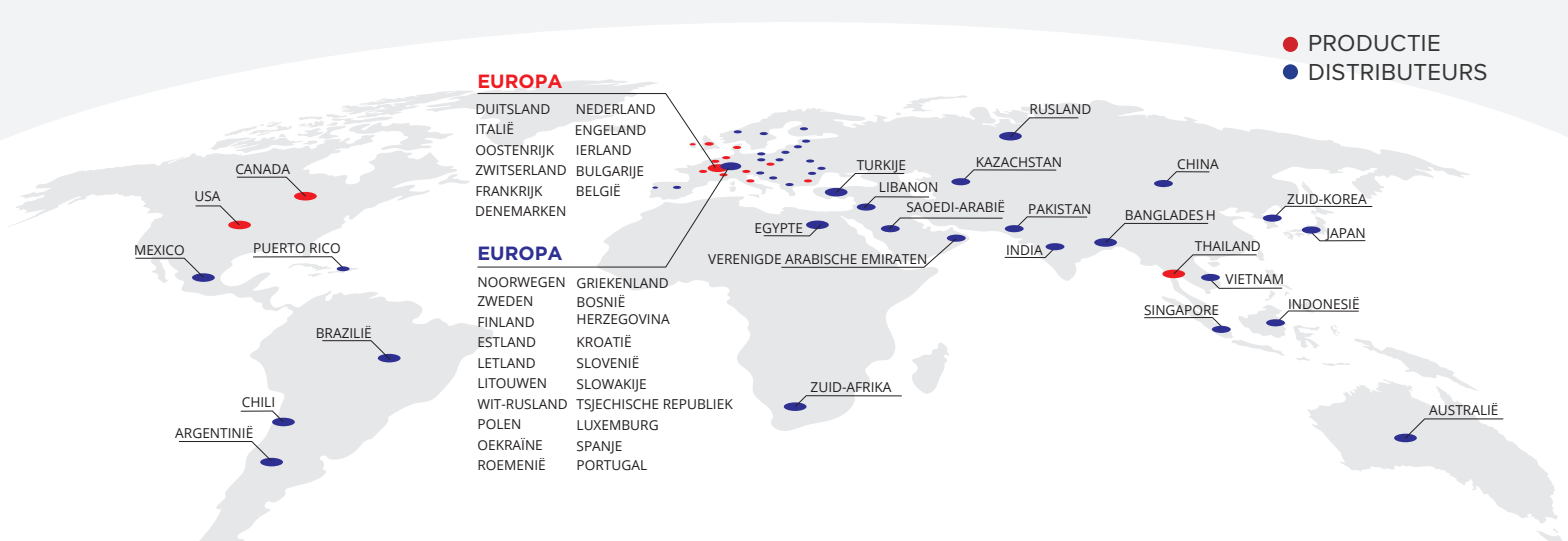 PRODUCTIE
DISTRIBUTEURS
EUROPA
DUITSLAND NEDERLAND
ITALIË ENGELAND
OOSTENRIJK IERLAND
ZWITSERLAND BULGARIJE
FRANKRIJK BELGIË
DENEMARKEN
EUROPA
NOORWEGEN GRIEKENLAND
ZWEDEN BOSNIË
FINLAND HERZEGOVINA
ESTLAND KROATIË
LETLAND SLOVENIË
LITOUWEN SLOWAKIJE
WIT-RUSLAND TSJECHISCHE REPUBLIEK
POLEN LUXEMBURG
OEKRAÏNE SPANJE
ROEMENIË PORTUGAL
CANADA
USA
MEXICO
PUERTO RICO
BRAZILIË
CHILI
ARGENTINIË
RUSLAND
TURKIJE
KAZACHSTAN
CHINA
LIBANON
SAOEDI-ARABIË
PAKISTAN
BANGLADESH
ZUID-KOREA
JAPAN
EGYPTE
VERENIGDE ARABISCHE EMIRATEN
INDIA
THAILAND
VIETNAM
SINGAPORE
INDONESIË
ZUID-AFRIKA
AUSTRALIË